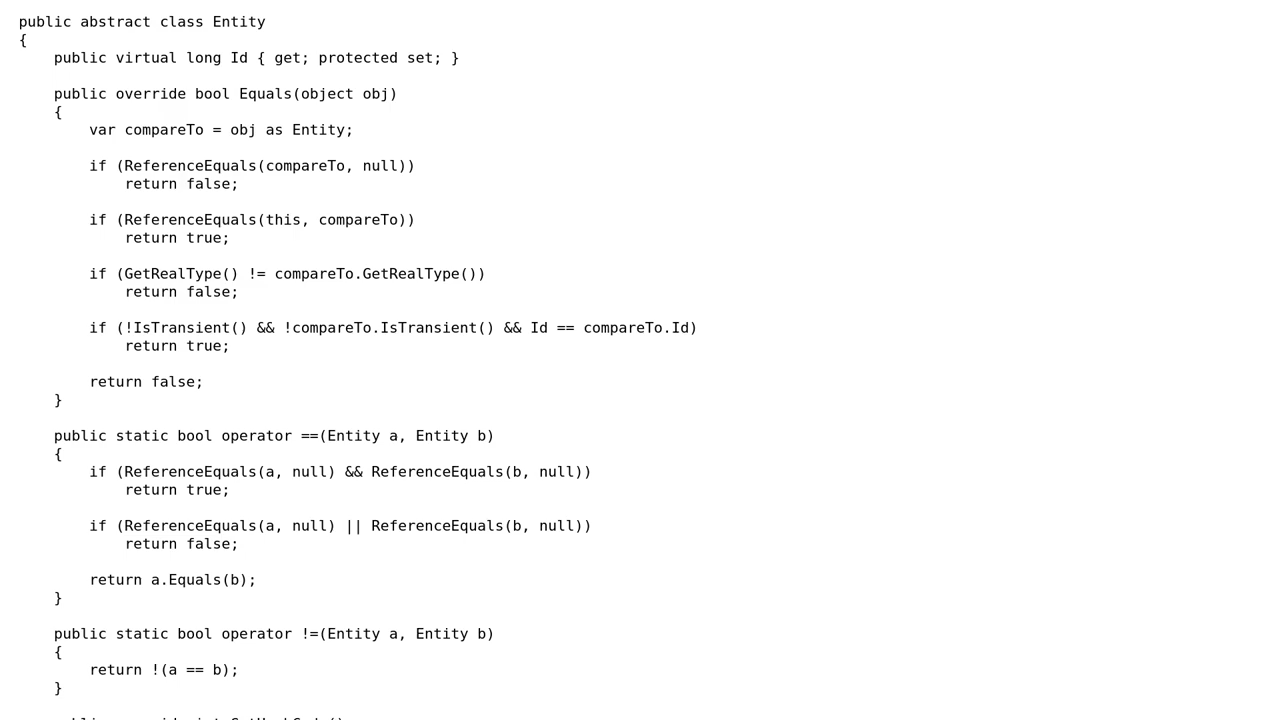 public abstract class Entity
{
    public virtual long Id { get; protected set; }

    public override bool Equals(object obj)
    {
        var compareTo = obj as Entity;

        if (ReferenceEquals(compareTo, null))
            return false;

        if (ReferenceEquals(this, compareTo))
            return true;

        if (GetRealType() != compareTo.GetRealType())
            return false;

        if (!IsTransient() && !compareTo.IsTransient() && Id == compareTo.Id)
            return true;

        return false;
    }

    public static bool operator ==(Entity a, Entity b)
    {
        if (ReferenceEquals(a, null) && ReferenceEquals(b, null))
            return true;

        if (ReferenceEquals(a, null) || ReferenceEquals(b, null))
            return false;

        return a.Equals(b);
    }

    public static bool operator !=(Entity a, Entity b)
    {
        return !(a == b);
    }